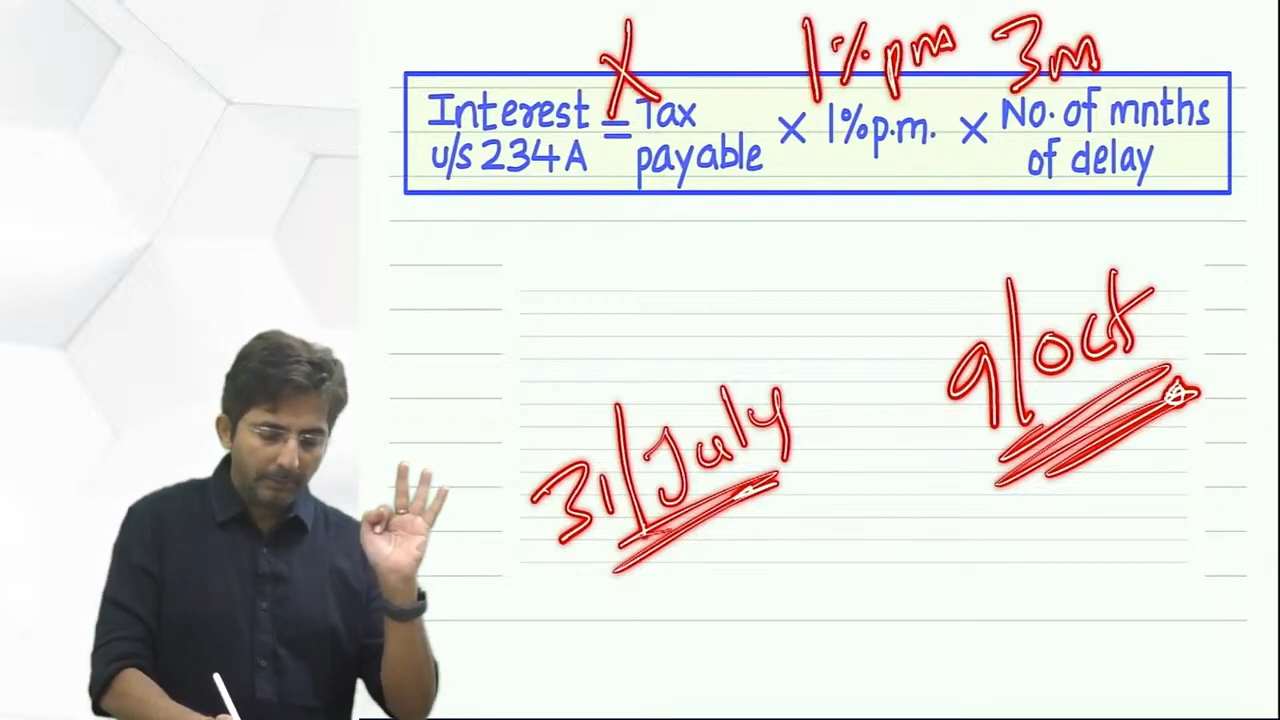 X 1% pm 3m
Interest = Tax × 1%p.m. × No. of mnths
u/s 234A payable of delay
9/oct
31/July